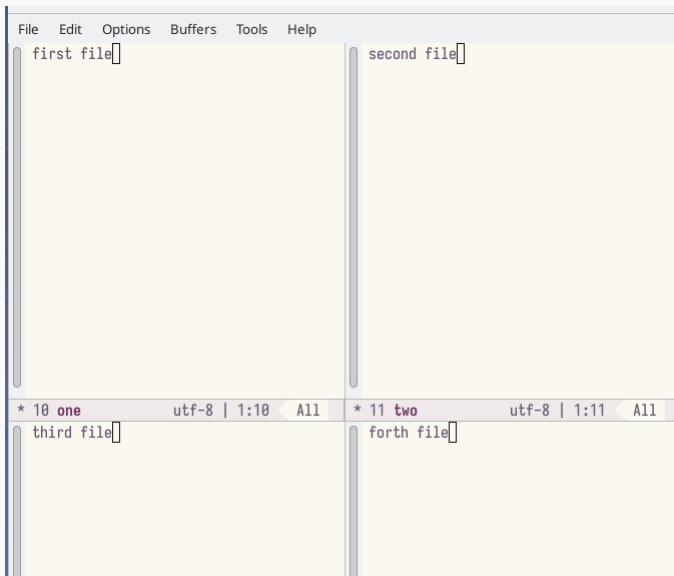 File Edit Options Buffers Tools Help
first file
second file
* 10 one utf-8 | 1:10 All
* 11 two utf-8 | 1:11 All
third file
forth file